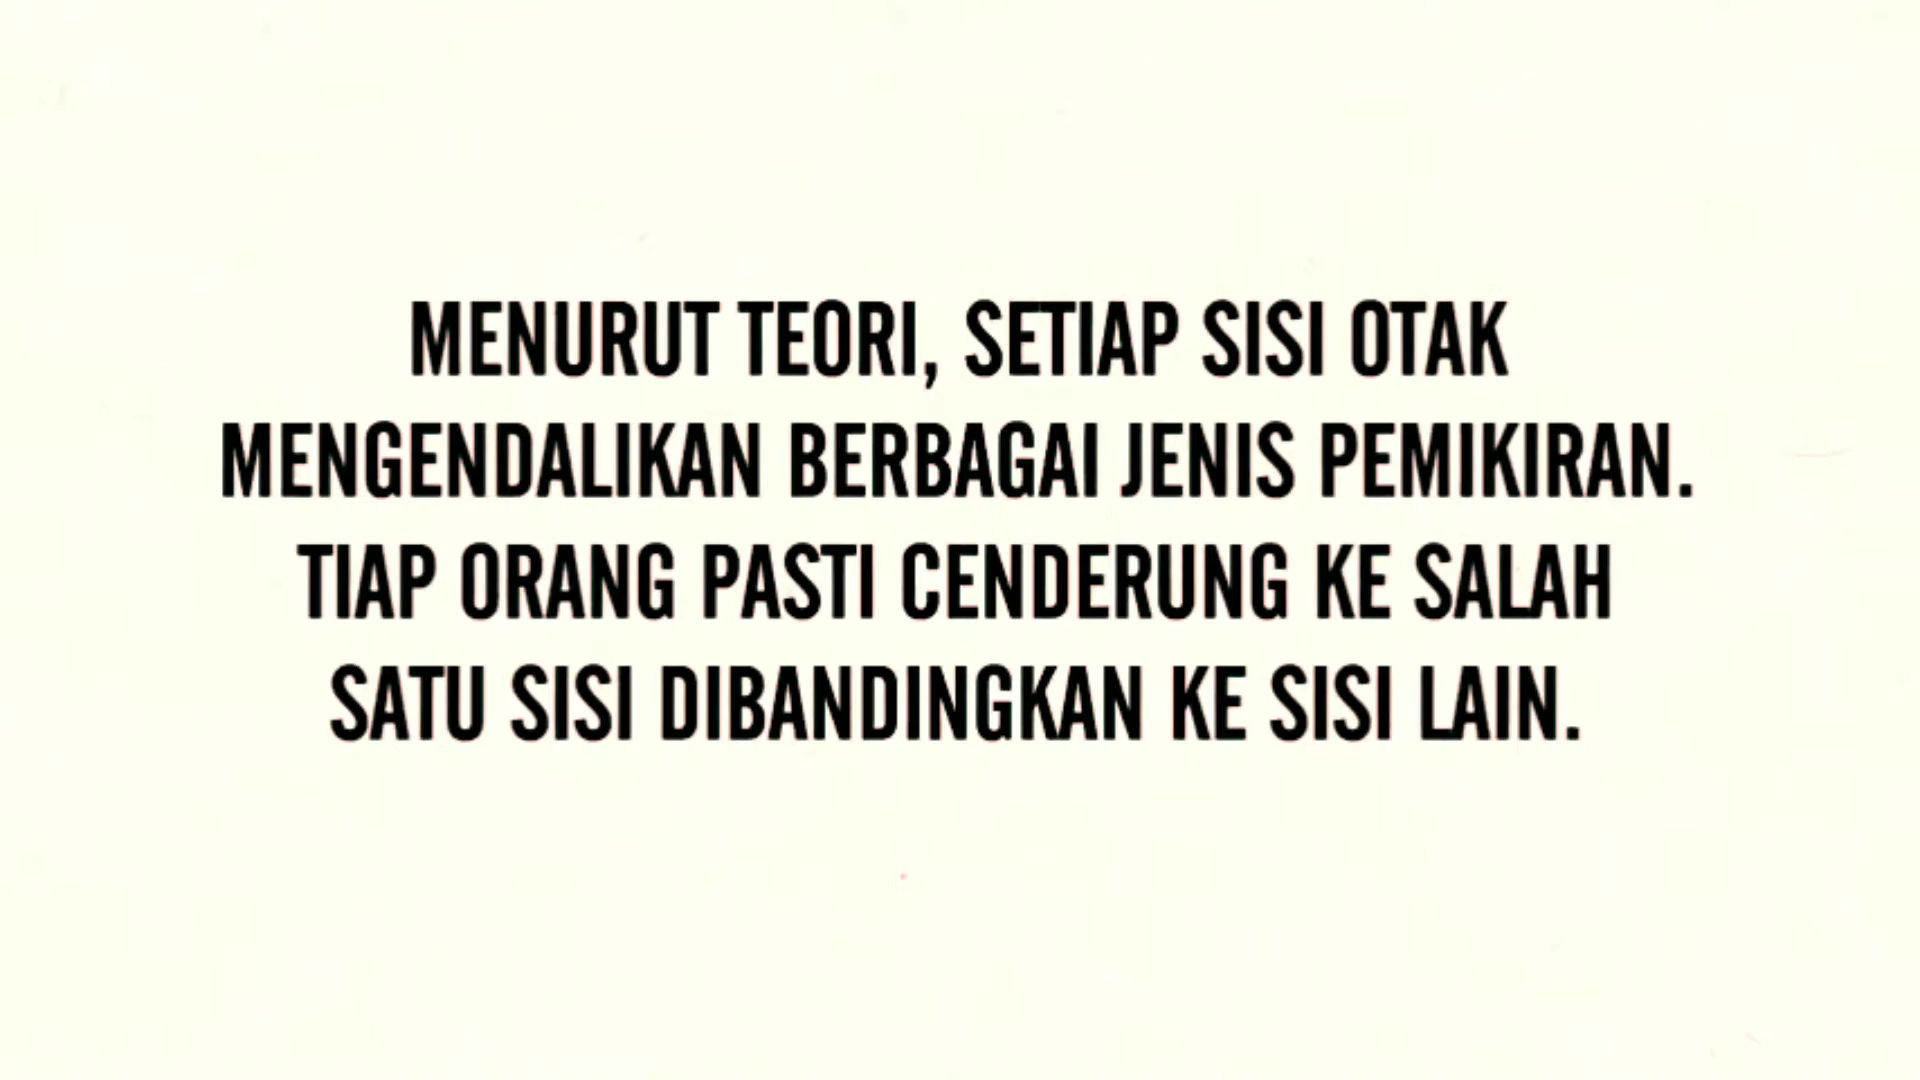 MENURUT TEORI, SETIAP SISI OTAK
MENGENDALIKAN BERBAGAI JENIS PEMIKIRAN.
TIAP ORANG PASTI CENDERUNG KE SALAH
SATU SISI DIBANDINGKAN KE SISI LAIN.